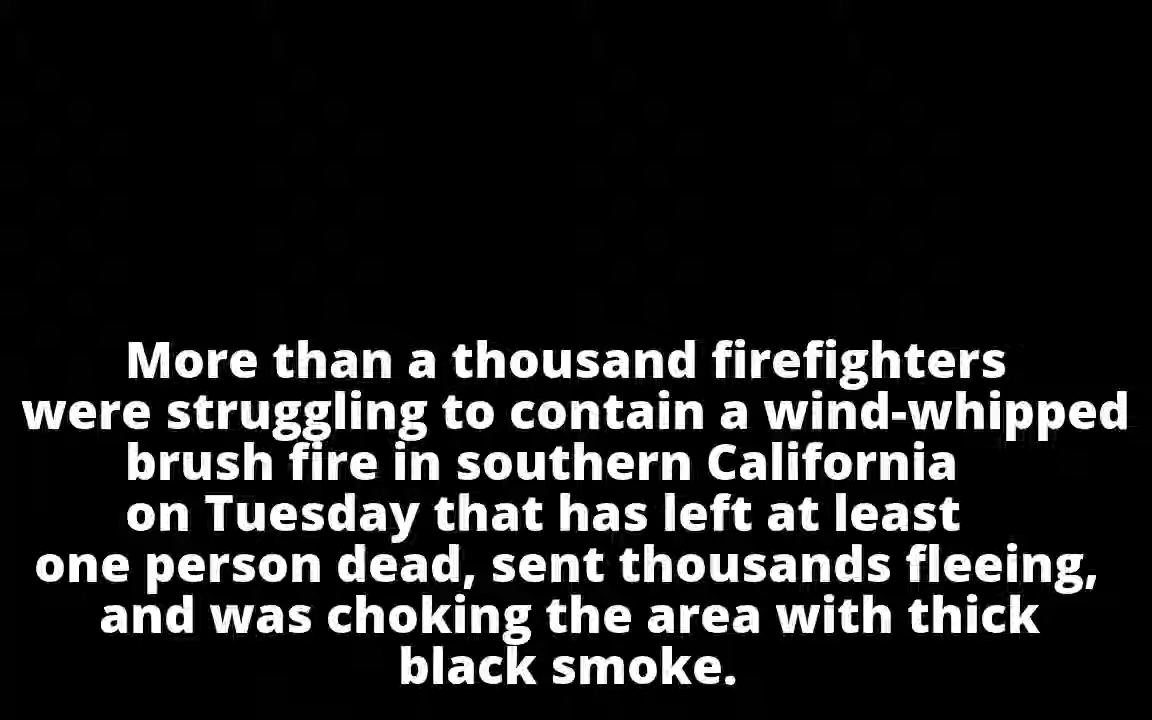 More than a thousand firefighters
were struggling to contain a wind-whipped
brush fire in southern California
on Tuesday that has left at least
one person dead, sent thousands fleeing,
and was choking the area with thick
black smoke.